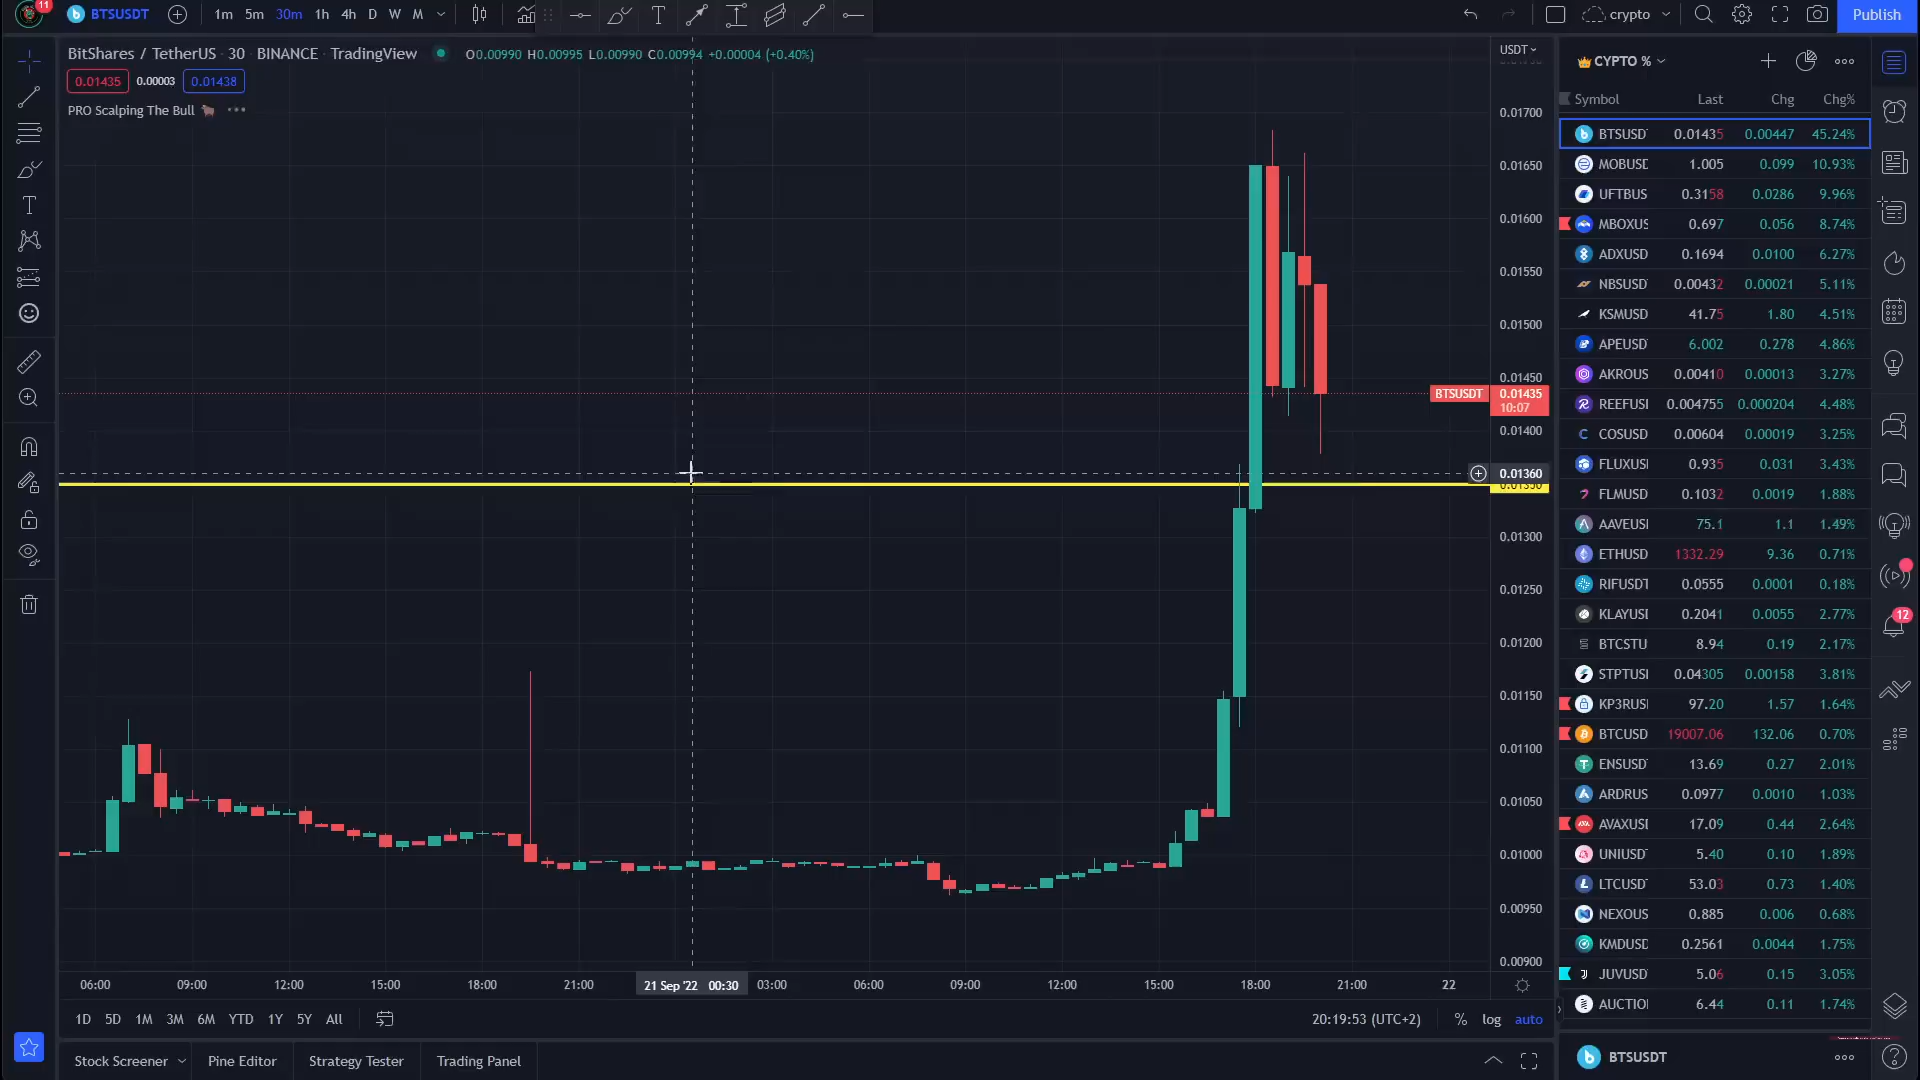 11 BTSUSDT 1m 5m 30m 1h 4h D W M crypto Publish
BitShares / TetherUS · 30 · BINANCE · TradingView O0.00990 H0.00995 L0.00990 C0.00994 +0.00004 (+0.40%)
0.01435 0.00003 0.01438
PRO Scalping The Bull
USDT
0.01700
0.01650
0.01600
0.01550
0.01500
0.01450
BTSUSDT 0.01435
10:07
0.01400
0.01360
0.01350
0.01300
0.01250
0.01200
0.01150
0.01100
0.01050
0.01000
0.00950
0.00900
06:00 09:00 12:00 15:00 18:00 21:00 21 Sep '22 00:30 03:00 06:00 09:00 12:00 15:00 18:00 21:00 22
1D 5D 1M 3M 6M YTD 1Y 5Y All 20:19:53 (UTC+2) % log auto
Stock Screener Pine Editor Strategy Tester Trading Panel
CYPTO %
Symbol Last Chg Chg%
BTSUSD 0.01435 0.00447 45.24%
MOBUSD 1.005 0.099 10.93%
UFTBUS 0.3158 0.0286 9.96%
MBOXUS 0.697 0.056 8.74%
ADXUSD 0.1694 0.0100 6.27%
NBSUSD 0.00432 0.00021 5.11%
KSMUSD 41.75 1.80 4.51%
APEUSD 6.002 0.278 4.86%
AKROUS 0.00410 0.00013 3.27%
REEFUSI 0.004755 0.000204 4.48%
COSUSD 0.00604 0.00019 3.25%
FLUXUSI 0.935 0.031 3.43%
FLMUSD 0.1032 0.0019 1.88%
AAVEUSI 75.1 1.1 1.49%
ETHUSD 1332.29 9.36 0.71%
RIFUSDT 0.0555 0.0001 0.18%
KLAYUSI 0.2041 0.0055 2.77%
BTCSTU 8.94 0.19 2.17%
STPTUSI 0.04305 0.00158 3.81%
KP3RUSI 97.20 1.57 1.64%
BTCUSD 19007.06 132.06 0.70%
ENSUSD 13.69 0.27 2.01%
ARDRUS 0.0977 0.0010 1.03%
AVAXUSI 17.09 0.44 2.64%
UNIUSD 5.40 0.10 1.89%
LTCUSD 53.03 0.73 1.40%
NEXOUS 0.885 0.006 0.68%
KMDUSD 0.2561 0.0044 1.75%
JUVUSD 5.06 0.15 3.05%
AUCTIOI 6.44 0.11 1.74%
BTSUSDT
12